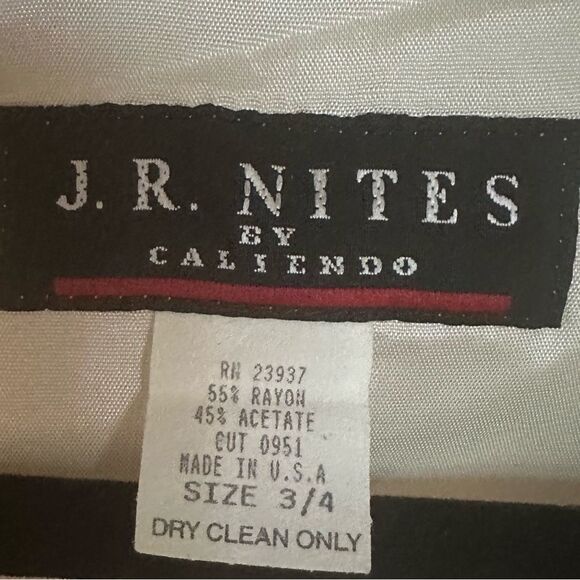 J. R. NITES
BY
CALIENDO
RN 23937
55% RAYON
45% ACETATE
CUT 0951
MADE IN U.S.A
SIZE 3/4
DRY CLEAN ONLY